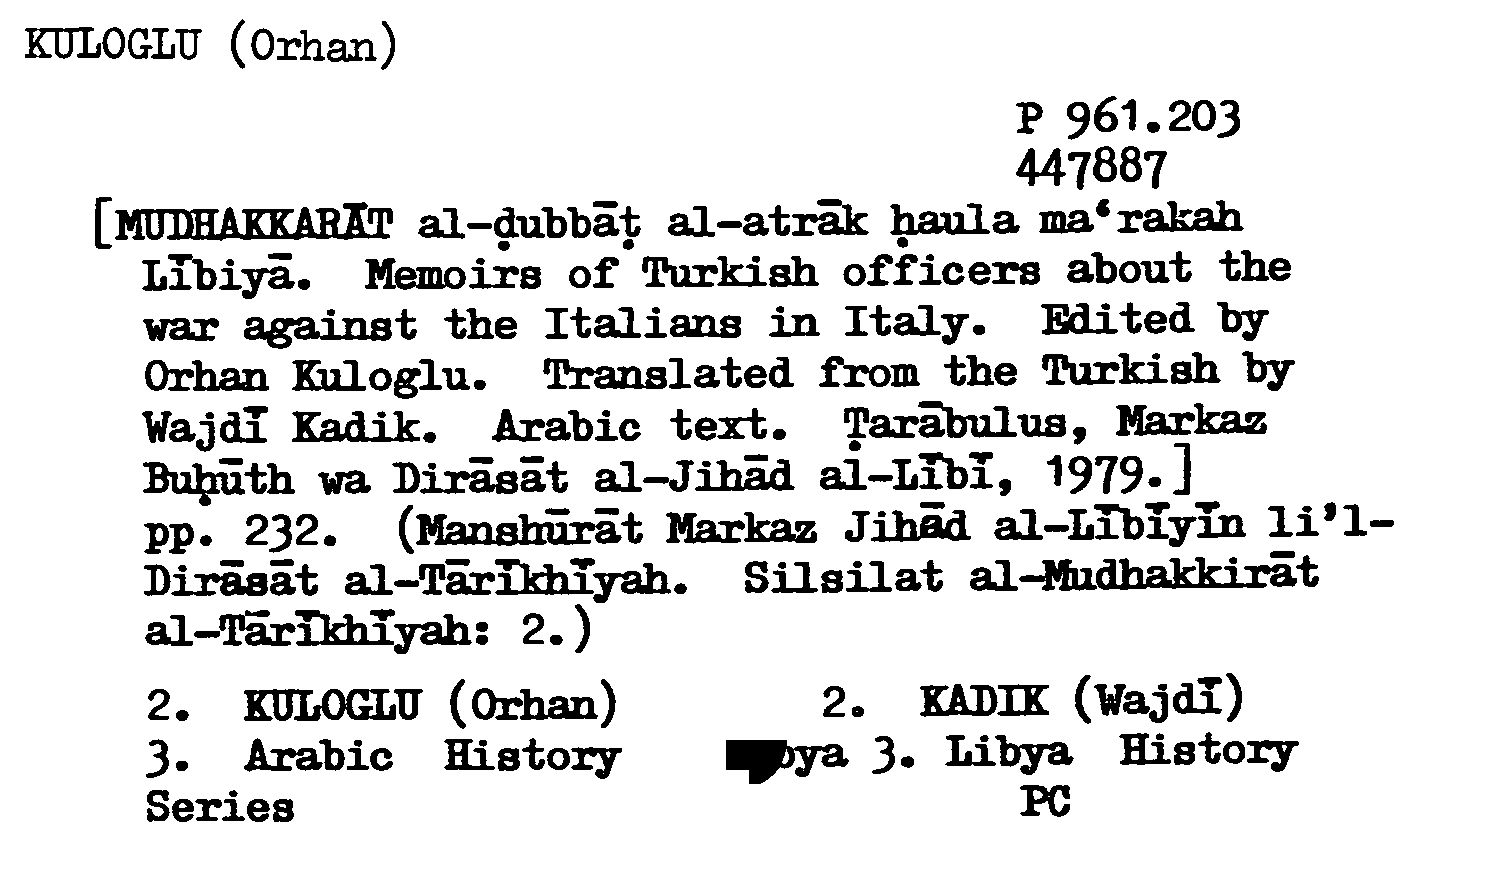 KULOGLU (Orhan)
P 961.203
447887
[MUDHAKKARĀT al-ḍubbāṭ al-atrāk ḥaula ma‘rakah
Lībiyā. Memoirs of Turkish officers about the
war against the Italians in Italy. Edited by
Orhan Kuloglu. Translated from the Turkish by
Wajdī Kadik. Arabic text. Ṭarābulus, Markaz
Buḥūth wa Dirāsāt al-Jihād al-Lībī, 1979.]
pp. 232. (Manshūrāt Markaz Jihād al-Lībīyīn li’l-
Dirāsāt al-Tārīkhīyah. Silsilat al-Mudhakkirāt
al-Tārīkhīyah: 2.)
2. KULOGLU (Orhan) 2. KADIK (Wajdī)
3. Arabic History 3. Libya History
Series PC